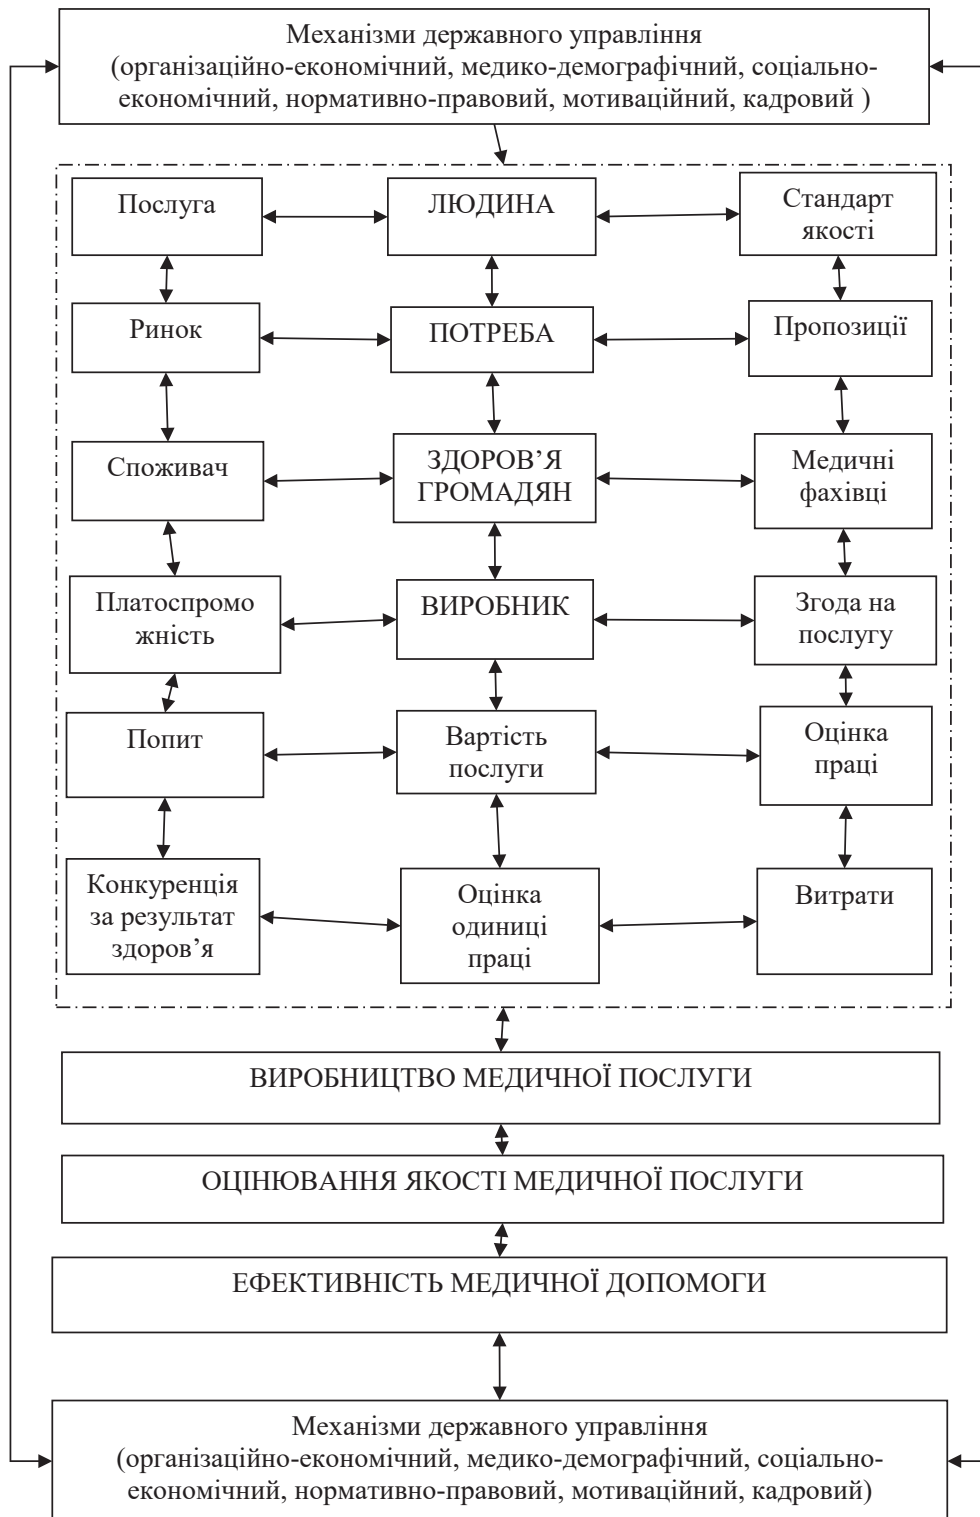 Механізми державного управління
(організаційно-економічний, медико-демографічний, соціально-
економічний, нормативно-правовий, мотиваційний, кадровий )
Послуга
ЛЮДИНА
Стандарт
якості
Ринок
ПОТРЕБА
Пропозиції
Споживач
ЗДОРОВ’Я
ГРОМАДЯН
Медичні
фахівці
Платоспромо
жність
ВИРОБНИК
Згода на
послугу
Попит
Вартість
послуги
Оцінка
праці
Конкуренція
за результат
здоров’я
Оцінка
одиниці
праці
Витрати
ВИРОБНИЦТВО МЕДИЧНОЇ ПОСЛУГИ
ОЦІНЮВАННЯ ЯКОСТІ МЕДИЧНОЇ ПОСЛУГИ
ЕФЕКТИВНІСТЬ МЕДИЧНОЇ ДОПОМОГИ
Механізми державного управління
(організаційно-економічний, медико-демографічний, соціально-
економічний, нормативно-правовий, мотиваційний, кадровий)